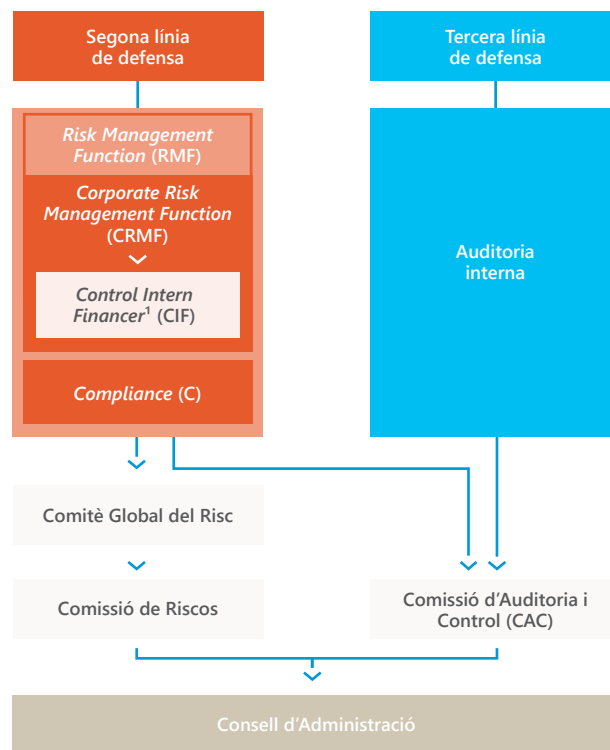 Segona línia
de defensa
Tercera línia
de defensa
Risk Management
Function (RMF)
Corporate Risk
Management Function
(CRMF)
Control Intern
Financer¹ (CIF)
Compliance (C)
Auditoria
interna
Comitè Global del Risc
Comissió de Riscos
Comissió d'Auditoria i
Control (CAC)
Consell d'Administració